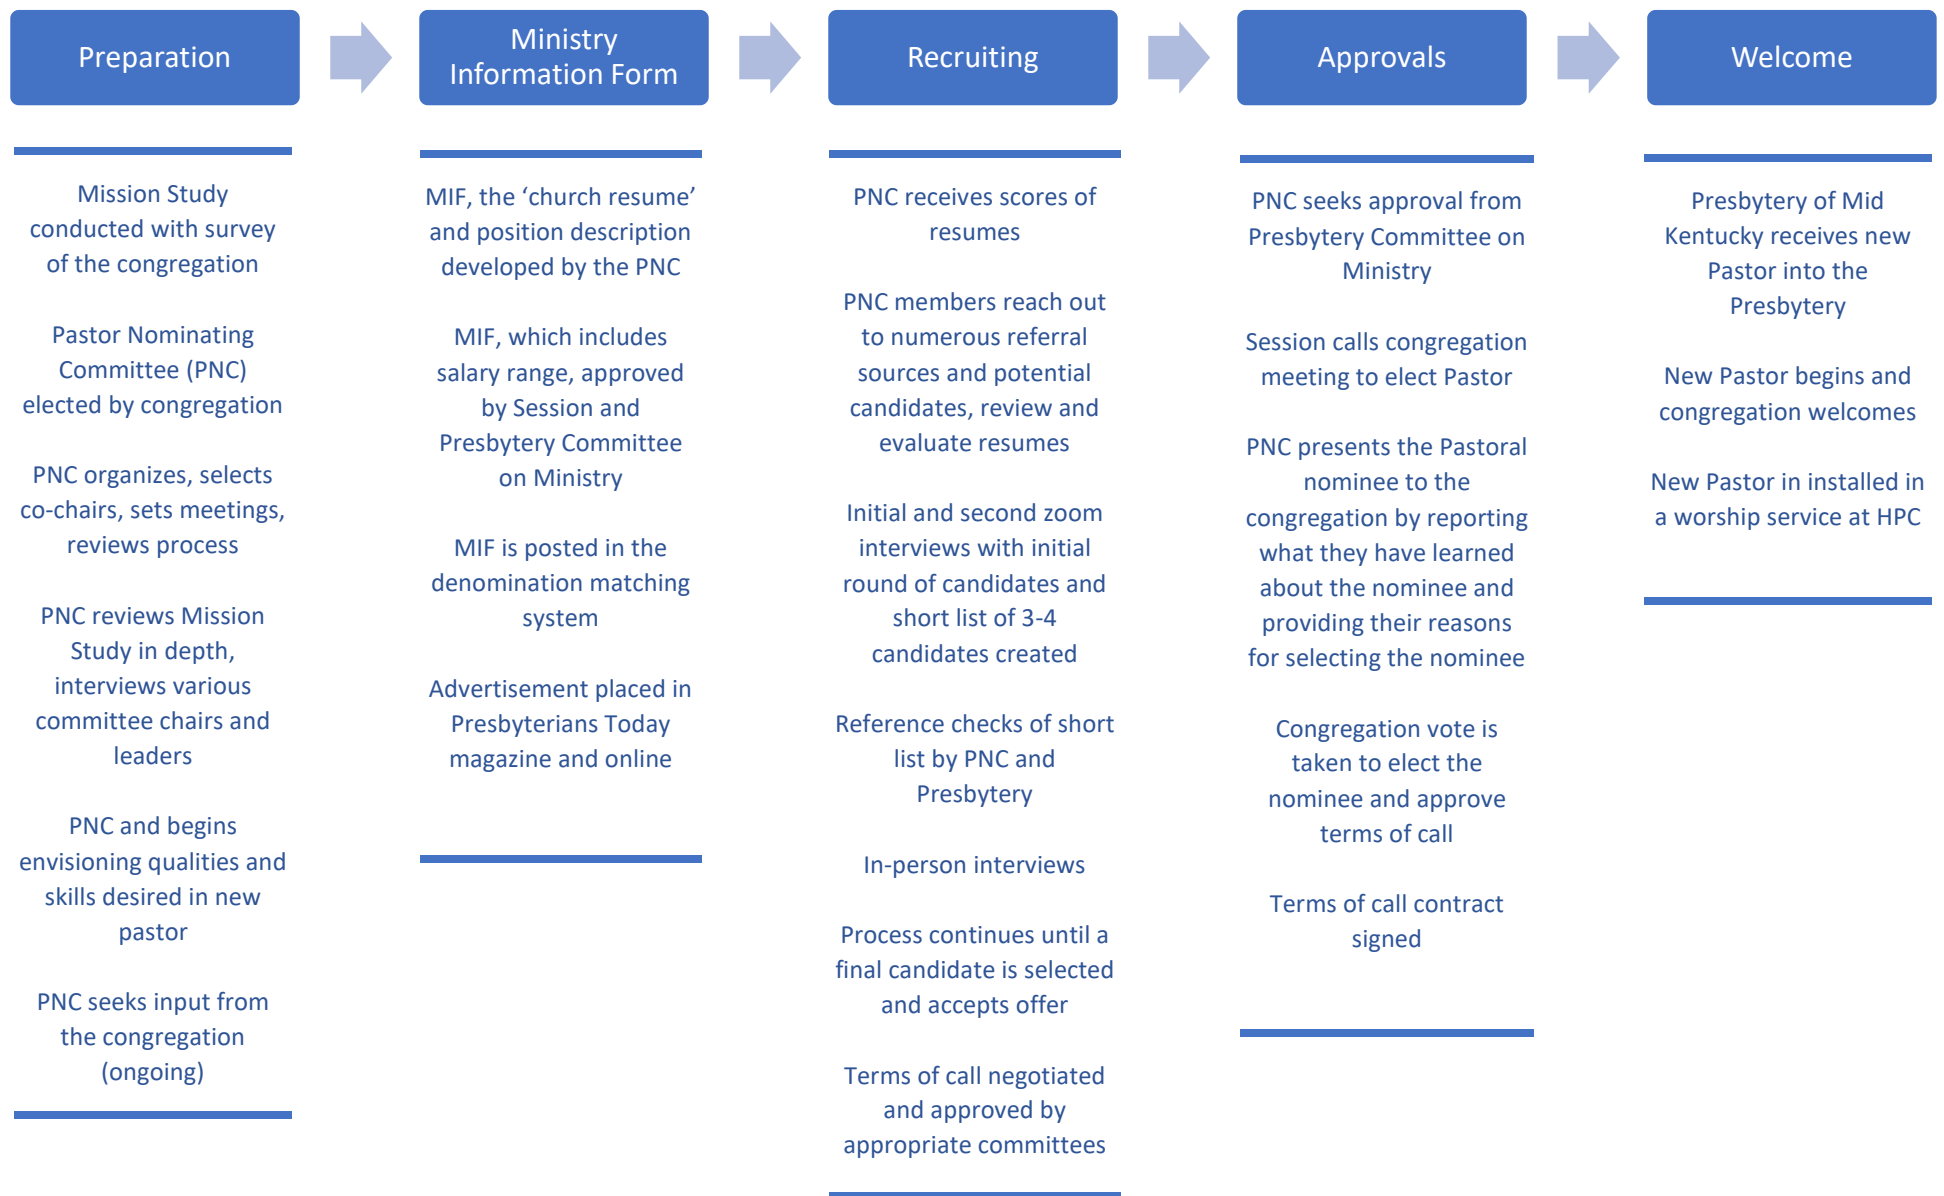 Preparation
Ministry
Information Form
Recruiting
Approvals
Welcome
Mission Study
conducted with survey
of the congregation
Pastor Nominating
Committee (PNC)
elected by congregation
PNC organizes, selects
co-chairs, sets meetings,
reviews process
PNC reviews Mission
Study in depth,
interviews various
committee chairs and
leaders
PNC and begins
envisioning qualities and
skills desired in new
pastor
PNC seeks input from
the congregation
(ongoing)
MIF, the ‘church resume’
and position description
developed by the PNC
MIF, which includes
salary range, approved
by Session and
Presbytery Committee
on Ministry
MIF is posted in the
denomination matching
system
Advertisement placed in
Presbyterians Today
magazine and online
PNC receives scores of
resumes
PNC members reach out
to numerous referral
sources and potential
candidates, review and
evaluate resumes
Initial and second zoom
interviews with initial
round of candidates and
short list of 3-4
candidates created
Reference checks of short
list by PNC and
Presbytery
In-person interviews
Process continues until a
final candidate is selected
and accepts offer
Terms of call negotiated
and approved by
appropriate committees
PNC seeks approval from
Presbytery Committee on
Ministry
Session calls congregation
meeting to elect Pastor
PNC presents the Pastoral
nominee to the
congregation by reporting
what they have learned
about the nominee and
providing their reasons
for selecting the nominee
Congregation vote is
taken to elect the
nominee and approve
terms of call
Terms of call contract
signed
Presbytery of Mid
Kentucky receives new
Pastor into the
Presbytery
New Pastor begins and
congregation welcomes
New Pastor in installed in
a worship service at HPC